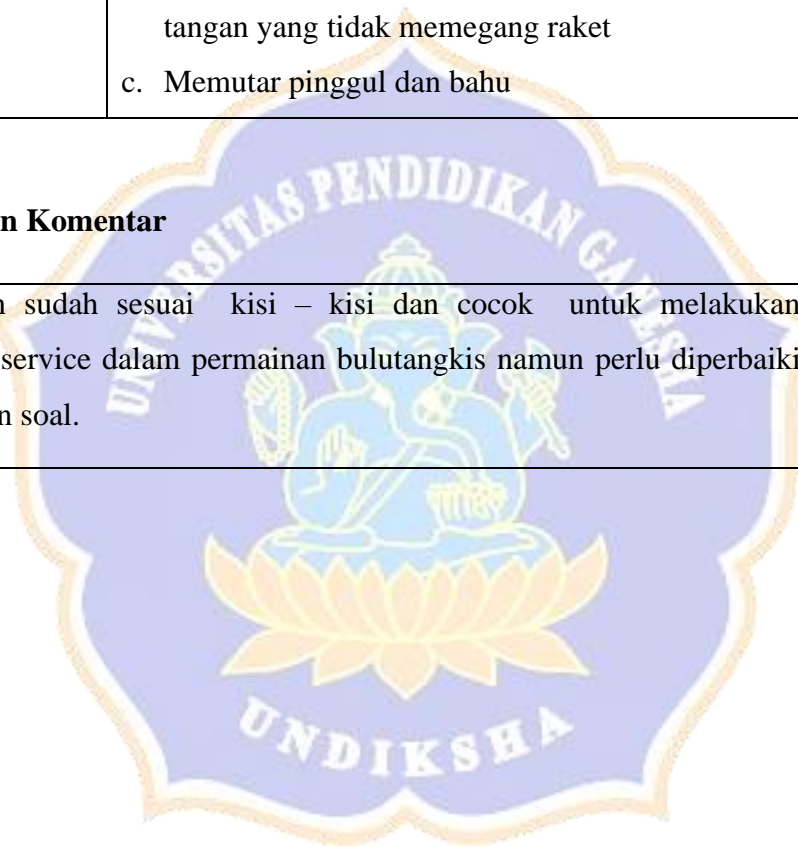 tangan yang tidak memegang raket
c. Memutar pinggul dan bahu
n Komentar
n sudah sesuai kisi – kisi dan cocok untuk melakukan
service dalam permainan bulutangkis namun perlu diperbaiki
n soal.
UNIVERSITAS PENDIDIKAN GANESHA
UNDIKSHA